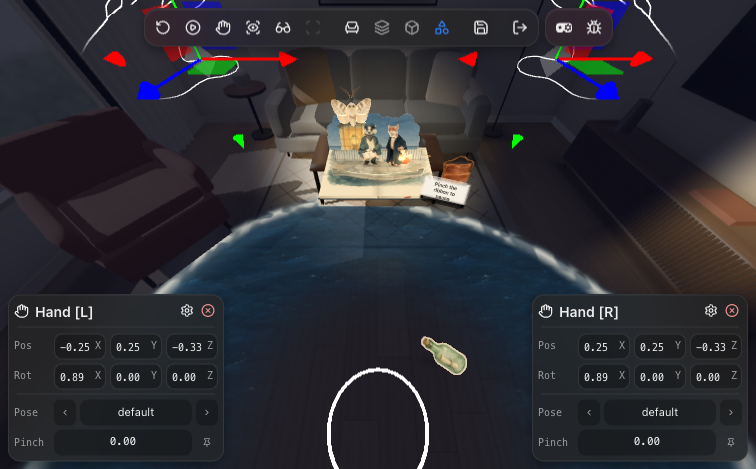 Pinch the
ribbon to
Hand [L]
Pos −0.25 X 0.25 Y −0.33 Z
Rot 0.89 X 0.00 Y 0.00 Z
Pose ‹ default ›
Pinch 0.00
Hand [R]
Pos 0.25 X 0.25 Y −0.33 Z
Rot 0.89 X 0.00 Y 0.00 Z
Pose ‹ default ›
Pinch 0.00